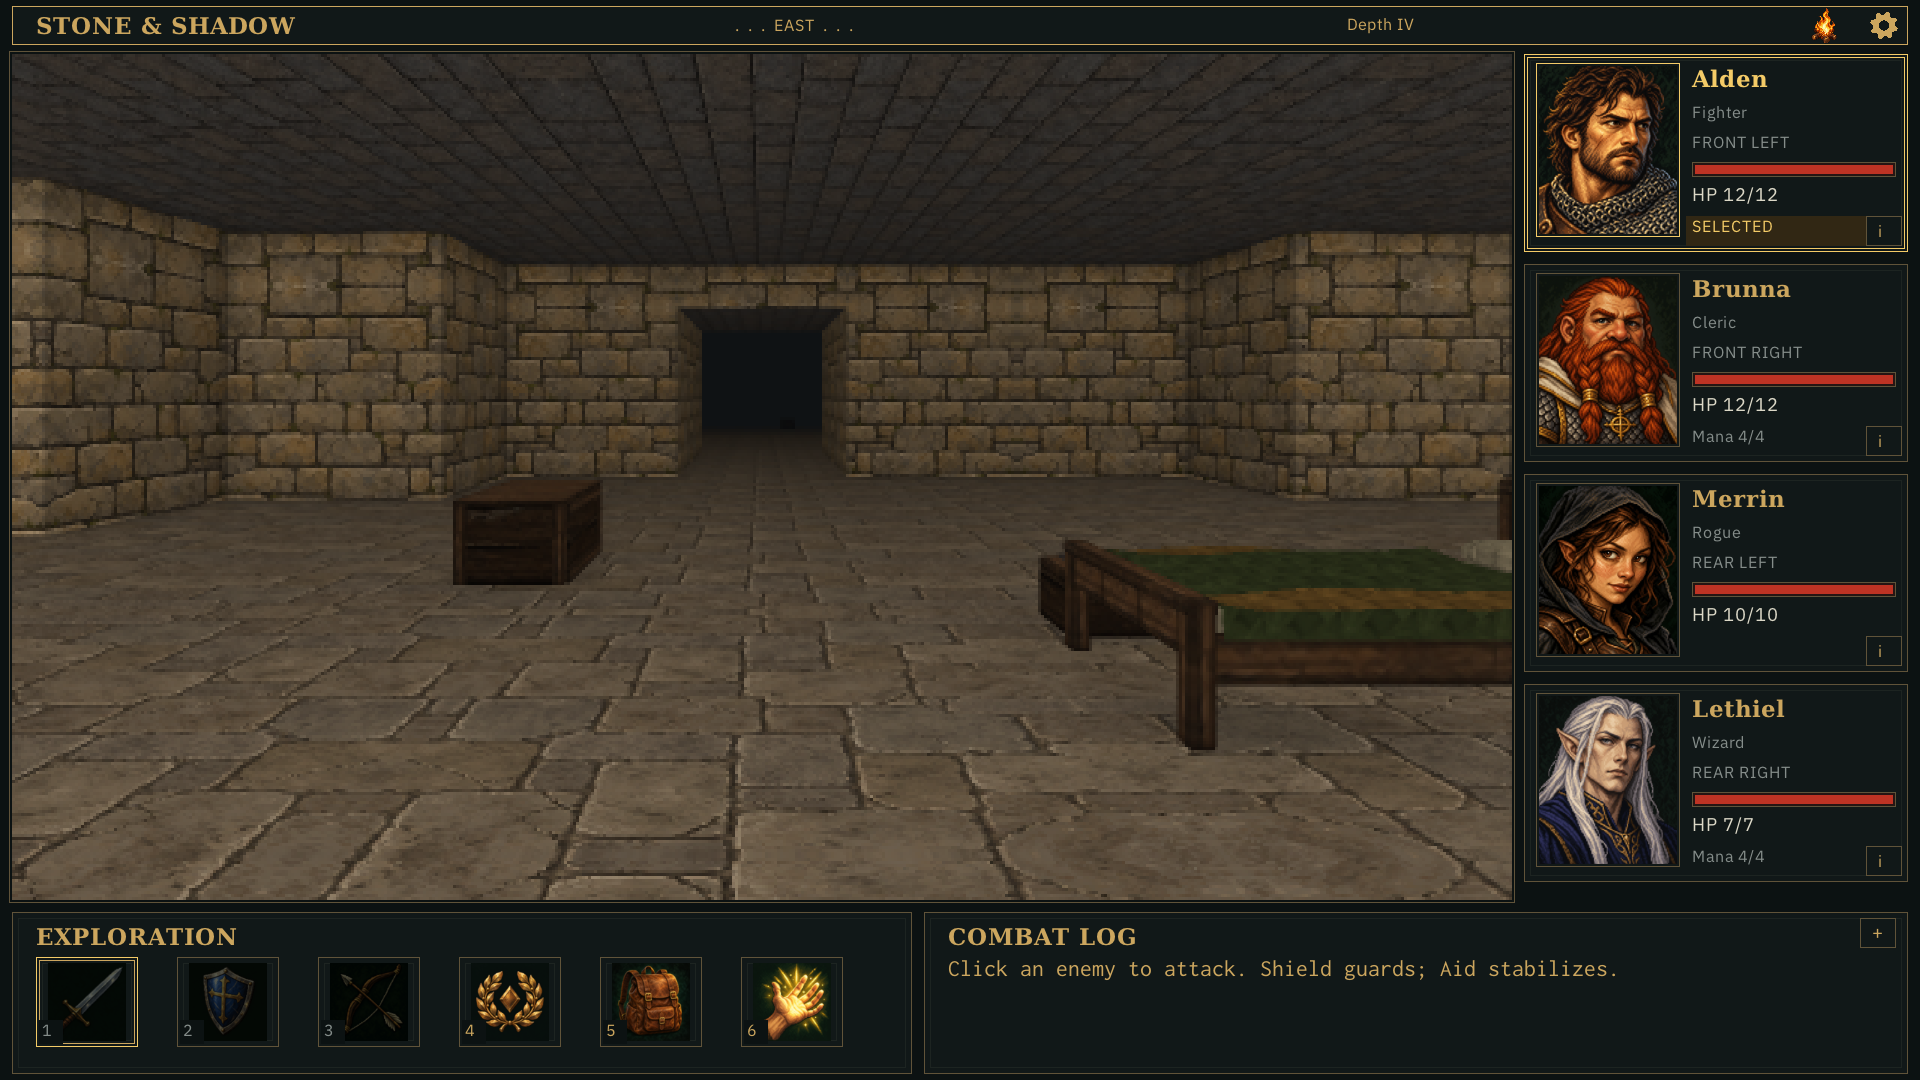 STONE & SHADOW
. . . EAST . . .
Depth IV
Alden
Fighter
FRONT LEFT
HP 12/12
SELECTED
i
Brunna
Cleric
FRONT RIGHT
HP 12/12
Mana 4/4
i
Merrin
Rogue
REAR LEFT
HP 10/10
i
Lethiel
Wizard
REAR RIGHT
HP 7/7
Mana 4/4
i
EXPLORATION
1
2
3
4
5
6
COMBAT LOG
+
Click an enemy to attack. Shield guards; Aid stabilizes.